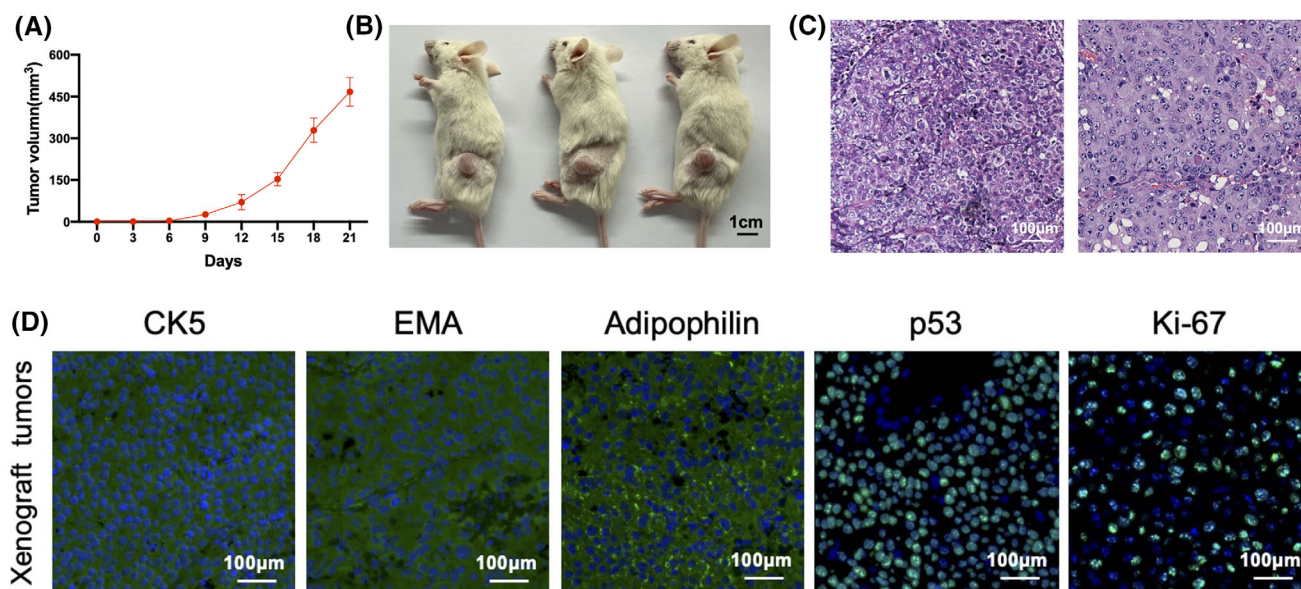 (A)
600
450
300
150
0
Tumor volumn(mm³)
0 3 6 9 12 15 18 21
Days
(B)
1cm
(C)
100μm
100μm
(D)
CK5 EMA Adipophilin p53 Ki-67
Xenograft tumors
100μm 100μm 100μm 100μm 100μm